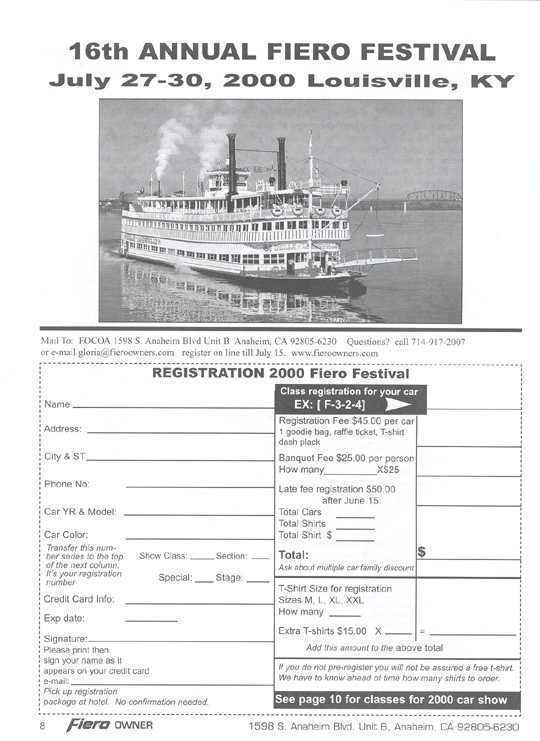 16th ANNUAL FIERO FESTIVAL
July 27-30, 2000 Louisville, KY
Mail To: FOCOA 1598 S. Anaheim Blvd Unit B Anaheim, CA 92805-6230 Questions? call 714-917-2007
or e-mail gloria@fieroowners.com register on line till July 15. www.fieroowners.com
REGISTRATION 2000 Fiero Festival
Name
Address:
City & ST
Phone No:
Car YR & Model:
Car Color:
Transfer this num-
ber series to the top
of the next column.
It's your registration
number
Show Class: Section:
Special: Stage:
Credit Card Info:
Exp date:
Signature:
Please print then
sign your name as it
appears on your credit card
e-mail:
Pick up registration
package at hotel. No confirmation needed.
Class registration for your car
EX: [ F-3-2-4]
Registration Fee $45.00 per car
1 goodie bag, raffle ticket, T-shirt
dash plack
Banquet Fee $25.00 per person
How many X$25
Late fee registration $50.00
after June 15:
Total Cars
Total Shirts
Total Shirt $
Total: $
Ask about multiple car family discount
T-Shirt Size for registration
Sizes M, L, XL, XXL
How many
Extra T-shirts $15.00 X =
Add this amount to the above total
If you do not pre-register you will not be assured a free t-shirt.
We have to know ahead of time how many shirts to order.
See page 10 for classes for 2000 car show
8 Fiero OWNER 1598 S. Anaheim Blvd. Unit B, Anaheim, CA 92805-6230